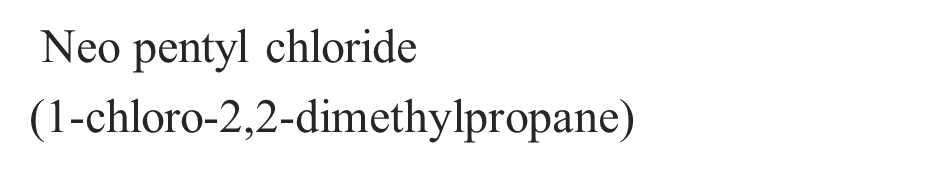 Neo pentyl chloride
(1-chloro-2,2-dimethylpropane)